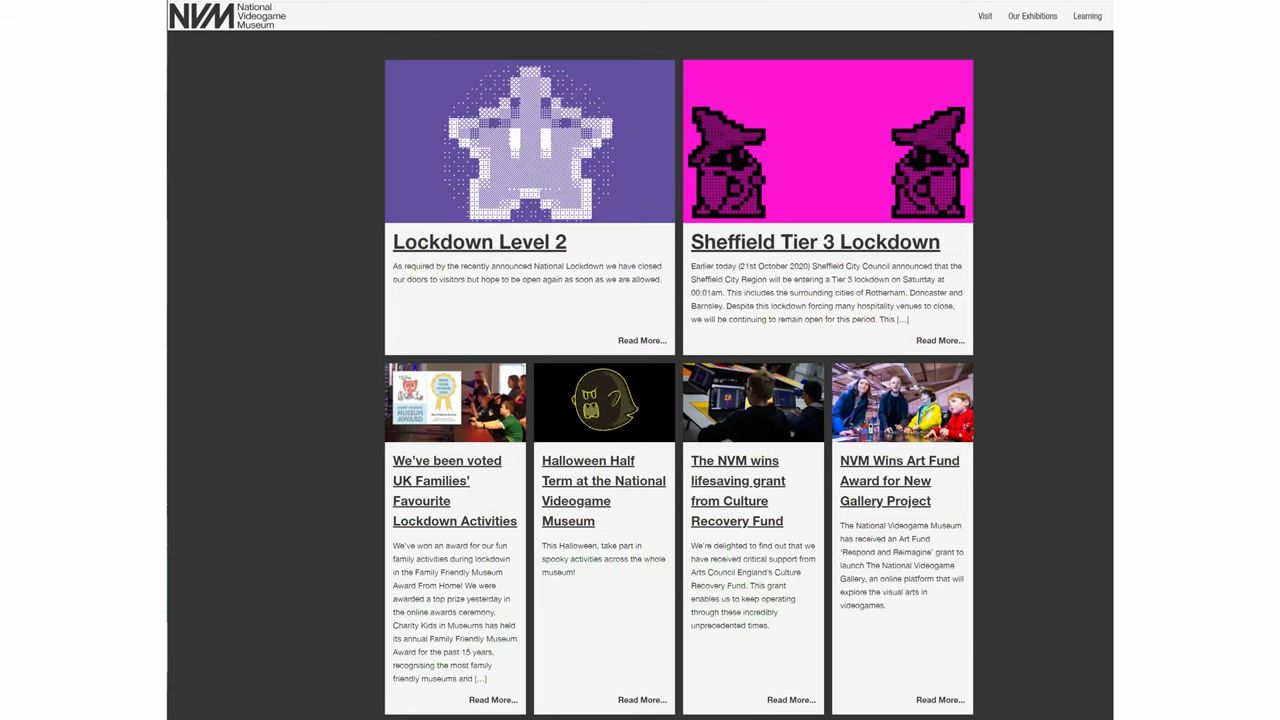 NVM National
Videogame
Museum
Visit Our Exhibitions Learning
Lockdown Level 2
As required by the recently announced National Lockdown we have closed
our doors to visitors but hope to be open again as soon as we are allowed.
Read More...
Sheffield Tier 3 Lockdown
Earlier today (21st October 2020) Sheffield City Council announced that the
Sheffield City Region will be entering a Tier 3 lockdown on Saturday at
00:01am. This includes the surrounding cities of Rotherham, Doncaster and
Barnsley. Despite this lockdown forcing many hospitality venues to close,
we will be continuing to remain open for this period. This [...]
Read More...
MUSEUM
AWARD
We've been voted
UK Families'
Favourite
Lockdown Activities
We've won an award for our fun
family activities during lockdown
in the Family Friendly Museum
Award From Home! We were
awarded a top prize yesterday in
the online awards ceremony.
Charity Kids in Museums has held
its annual Family Friendly Museum
Award for the past 15 years,
recognising the most family
friendly museums and [...]
Read More...
Halloween Half
Term at the National
Videogame
Museum
This Halloween, take part in
spooky activities across the whole
museum!
Read More...
The NVM wins
lifesaving grant
from Culture
Recovery Fund
We're delighted to find out that we
have received critical support from
Arts Council England's Culture
Recovery Fund. This grant
enables us to keep operating
through these incredibly
unprecedented times.
Read More...
NVM Wins Art Fund
Award for New
Gallery Project
The National Videogame Museum
has received an Art Fund
'Respond and Reimagine' grant to
launch The National Videogame
Gallery, an online platform that will
explore the visual arts in
videogames.
Read More...